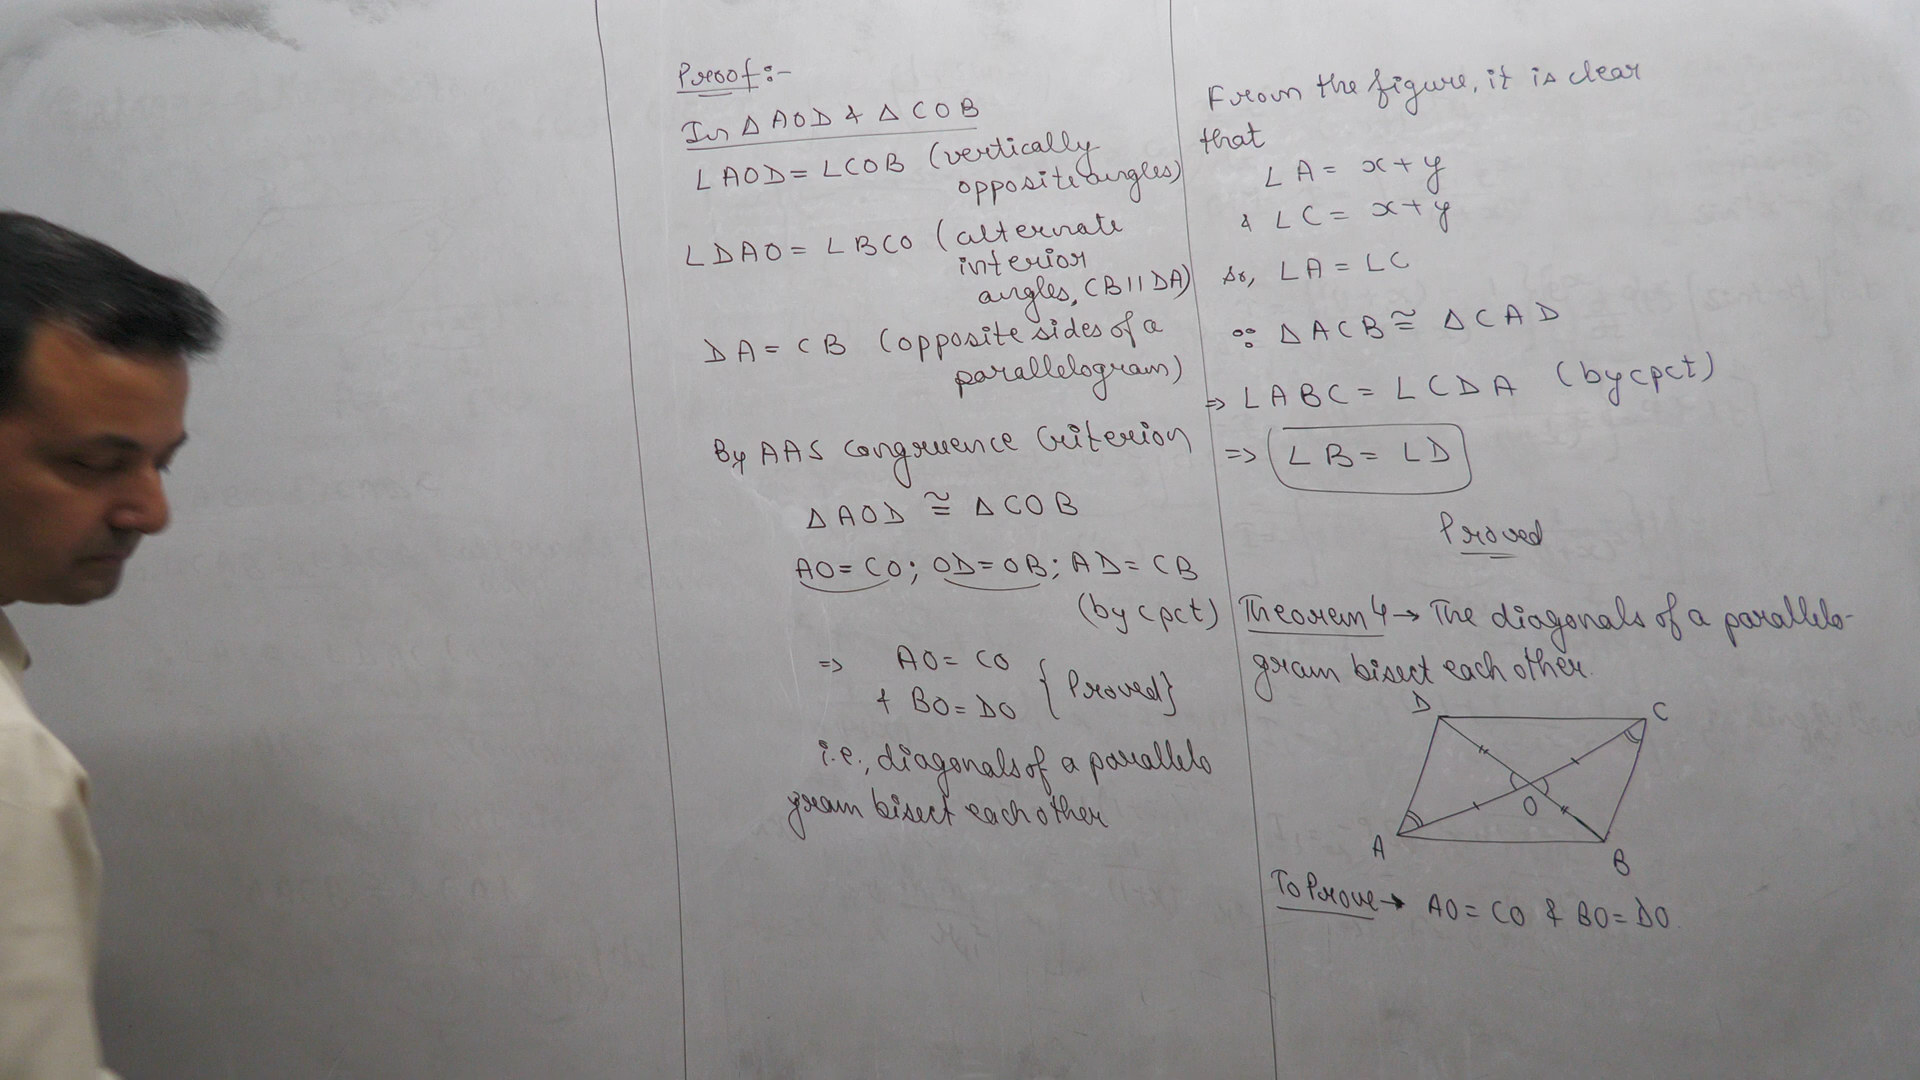 Proof:-
In △AOD & △COB
∠AOD = ∠COB (vertically
opposite angles)
∠DAO = ∠BCO (alternate
interior
angles, CB || DA)
DA = CB (opposite sides of a
parallelogram)
By AAS congruence Criterion
△AOD ≅ △COB
AO = CO; OD = OB; AD = CB
(by cpct)
⇒ AO = CO
& BO = DO {Proved}
i.e., diagonals of a parallelo
gram bisect each other
From the figure, it is clear
that
∠A = x + y
& ∠C = x + y
So, ∠A = ∠C
∵ △ACB ≅ △CAD
⇒ ∠ABC = ∠CDA (by cpct)
⇒ ∠B = ∠D
Proved
Theorem 4 → The diagonals of a parallelo-
gram bisect each other.
D C
O
A B
To Prove → AO = CO & BO = DO